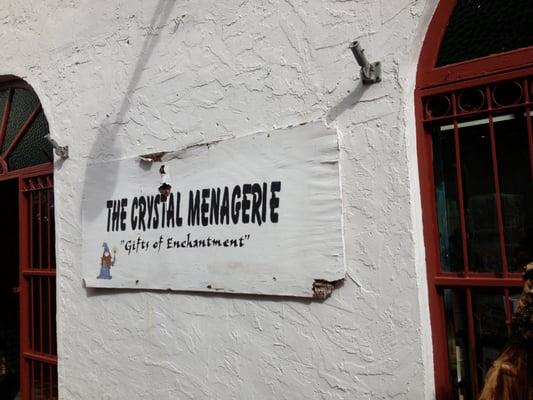 THE CRYSTAL MENAGERIE
"Gifts of Enchantment"